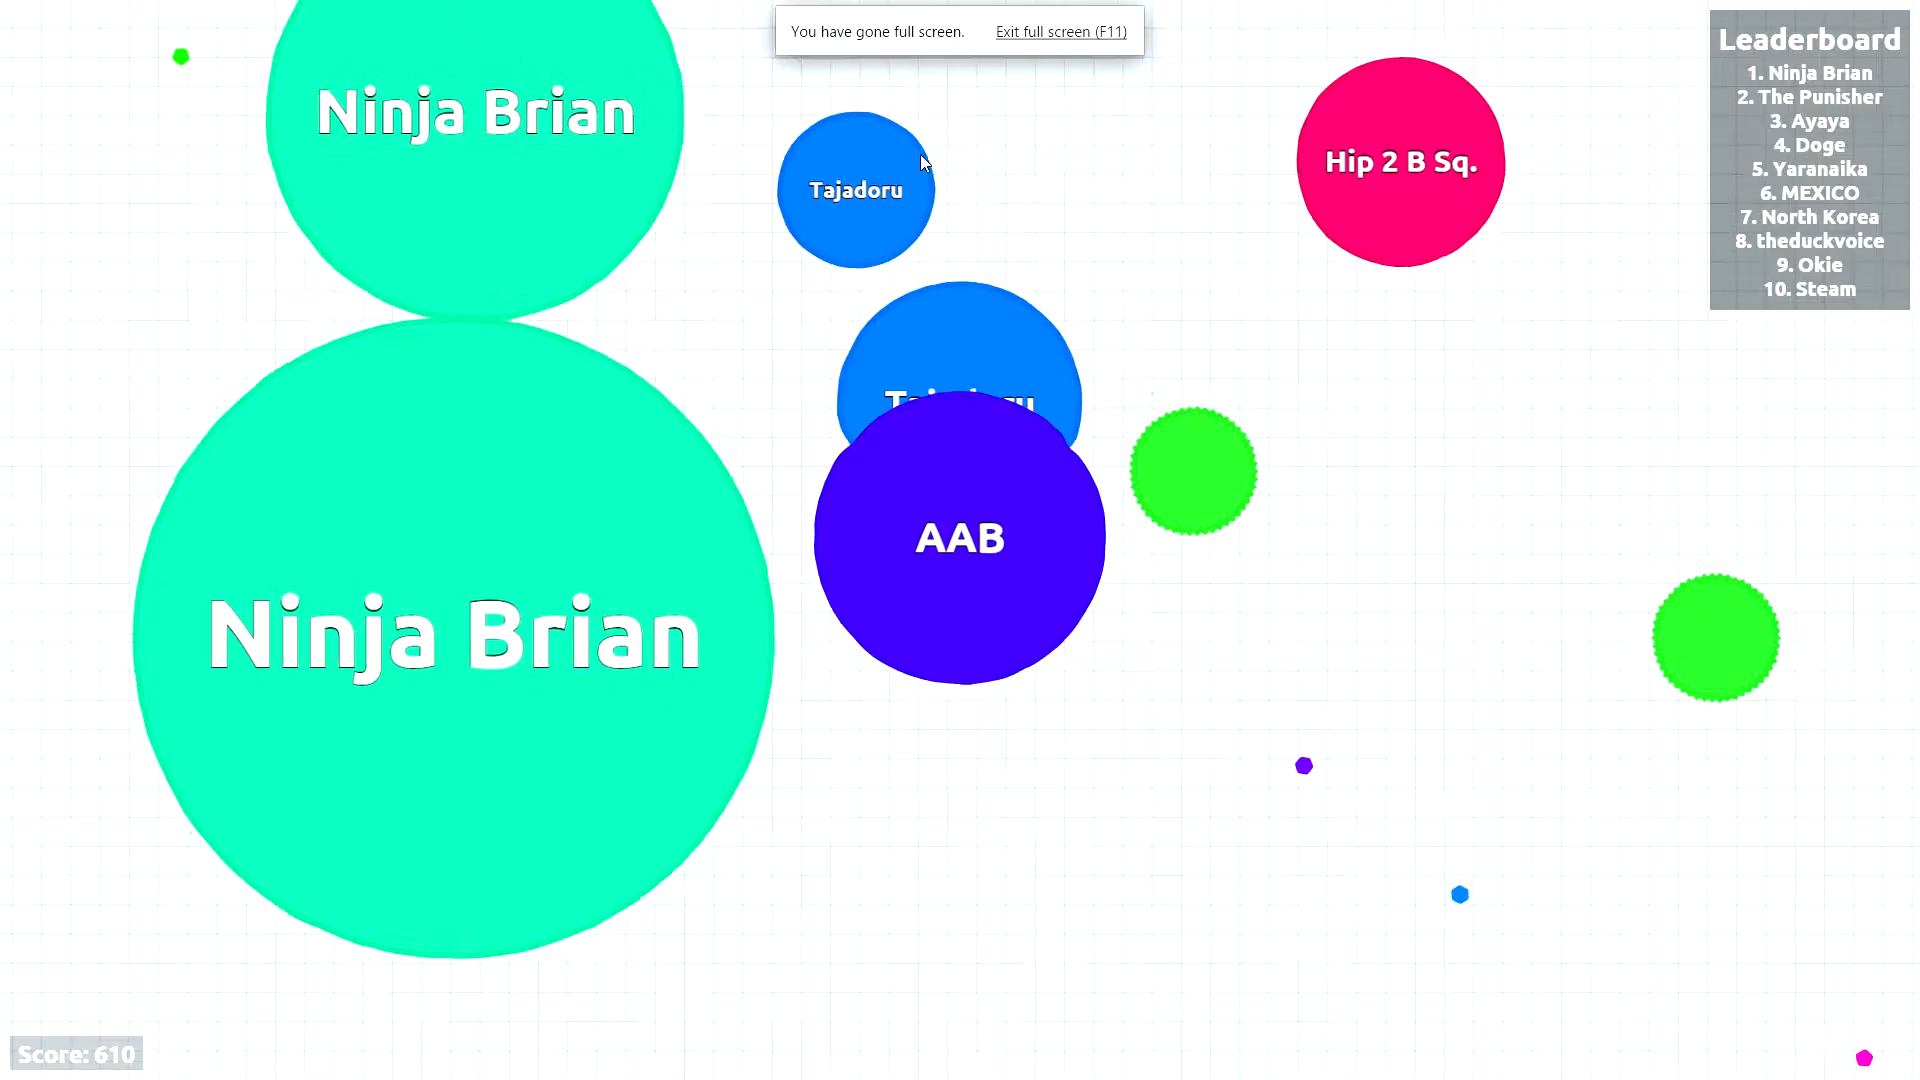 You have gone full screen. Exit full screen (F11)
Leaderboard
1. Ninja Brian
2. The Punisher
3. Ayaya
4. Doge
5. Yaranaika
6. MEXICO
7. North Korea
8. theduckvoice
9. Okie
10. Steam
Ninja Brian
Tajadoru
Hip 2 B Sq.
AAB
Ninja Brian
Score: 610